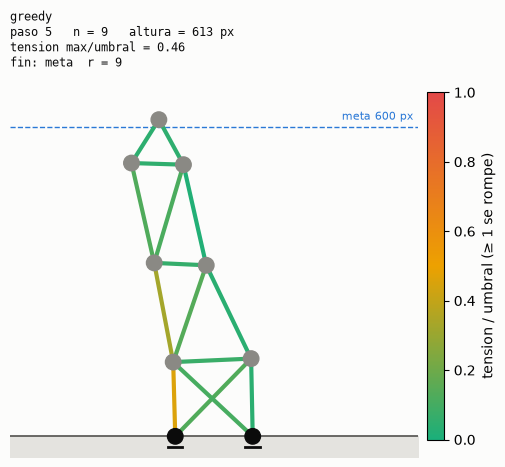 greedy
paso 5   n = 9   altura = 613 px
tension max/umbral = 0.46
fin: meta  r = 9
meta 600 px
1.0
0.8
0.6
0.4
0.2
0.0
tensión / umbral (≥ 1 se rompe)